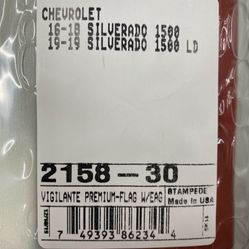 CHEVROLET
16-18 SILVERADO 1500
19-19 SILVERADO 1500 LD
2158 30
VIGILANTE PREMIUM-FLAG W/EAG
STAMPEDE
Made In USA
7 49393 86234 4